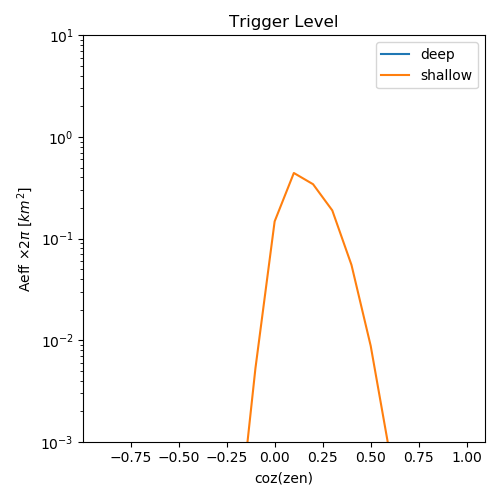 Trigger Level
deep
shallow
Aeff ×2π [km²]
10¹
10⁰
10⁻¹
10⁻²
10⁻³
−0.75 −0.50 −0.25 0.00 0.25 0.50 0.75 1.00
coz(zen)